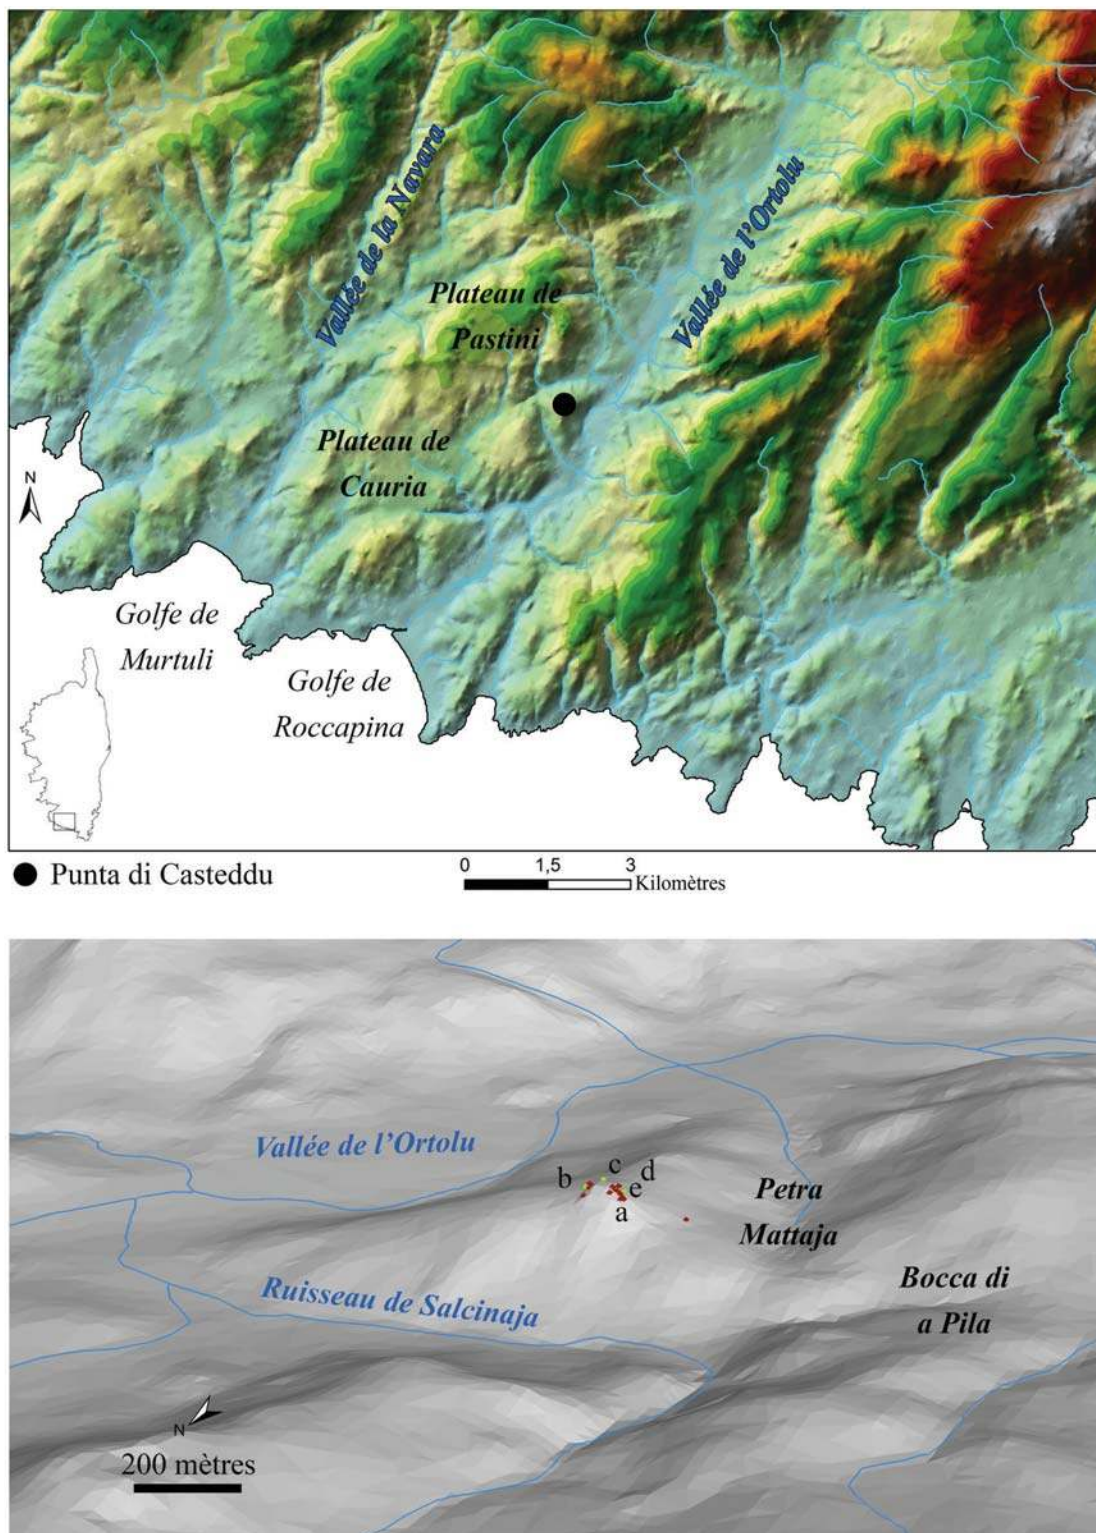 Vallée de la Navara
Vallée de l'Ortolu
Plateau de
Pastini
Plateau de
Cauria
N
Golfe de
Murtuli
Golfe de
Roccapina
Punta di Casteddu
0 1,5 3
Kilomètres
Vallée de l'Ortolu
b c d
e
a
Petra
Mattaja
Bocca di
a Pila
Ruisseau de Salcinaja
N
200 mètres